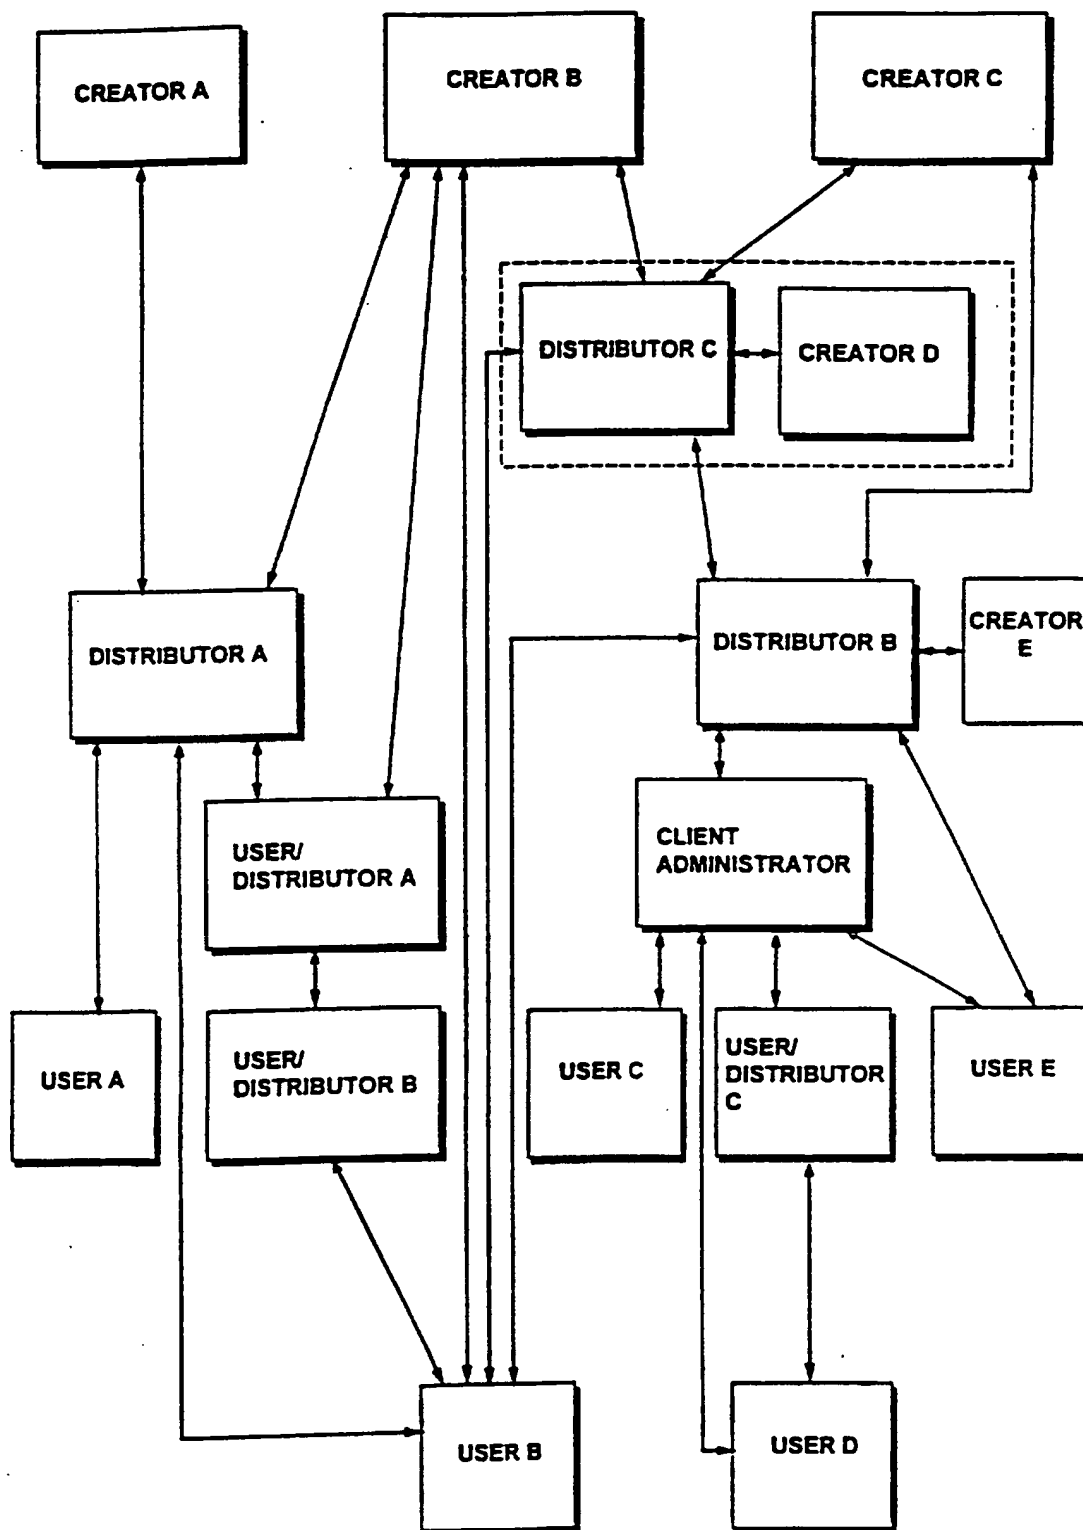 CREATOR A
CREATOR B
CREATOR C
DISTRIBUTOR C
CREATOR D
DISTRIBUTOR A
DISTRIBUTOR B
CREATOR
E
USER/
DISTRIBUTOR A
CLIENT
ADMINISTRATOR
USER A
USER/
DISTRIBUTOR B
USER C
USER/
DISTRIBUTOR
C
USER E
USER B
USER D